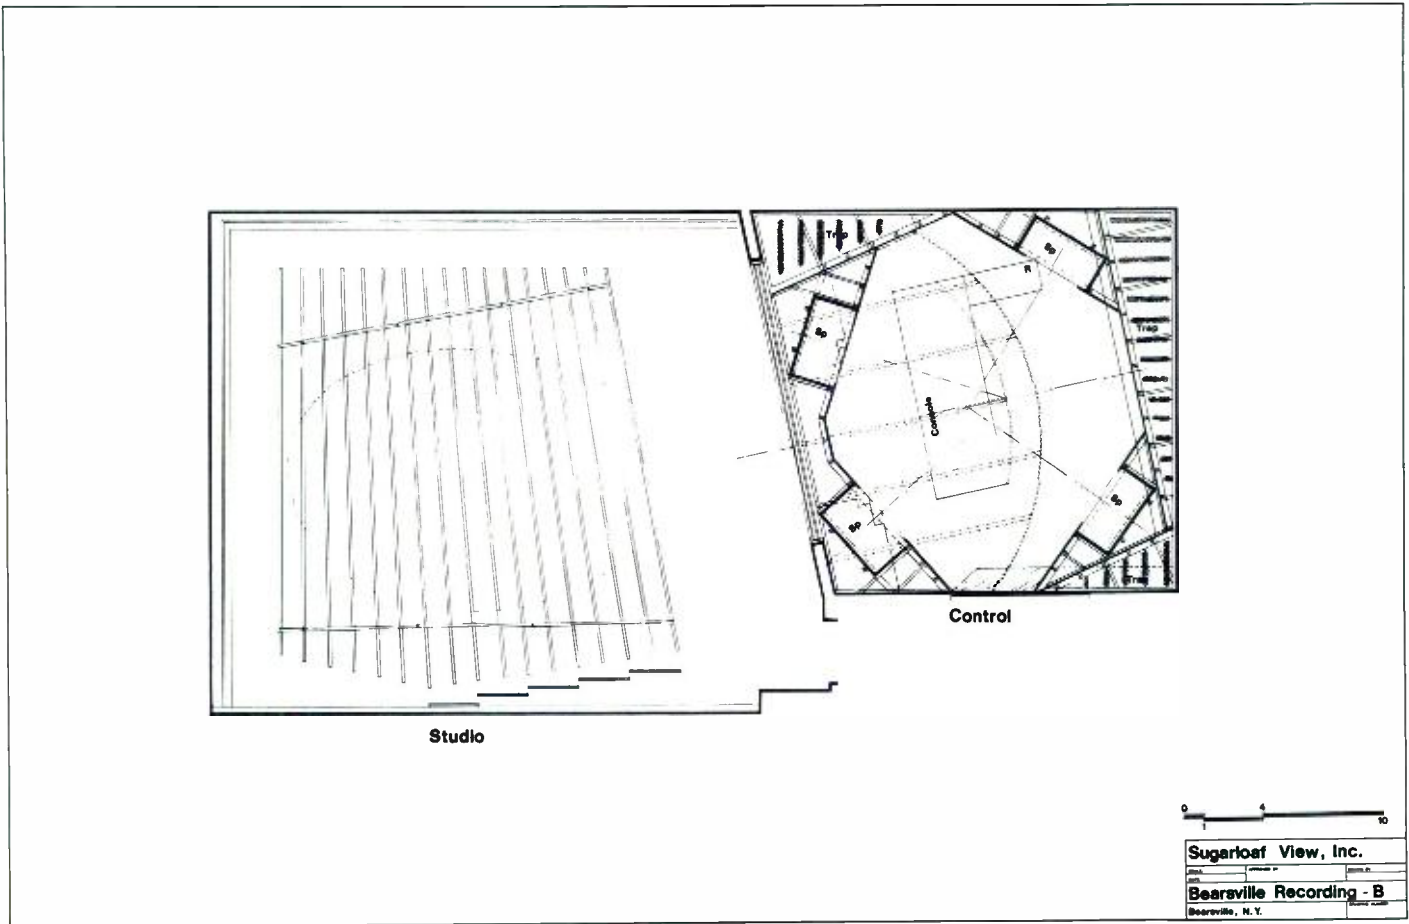 Trap
Sp
R
Sp
Trap
Console
Sp
Sp
Trap
Control
Studio
0 4
1 10
Sugarloaf View, Inc.
Bearsville Recording - B
Bearsville, N.Y.